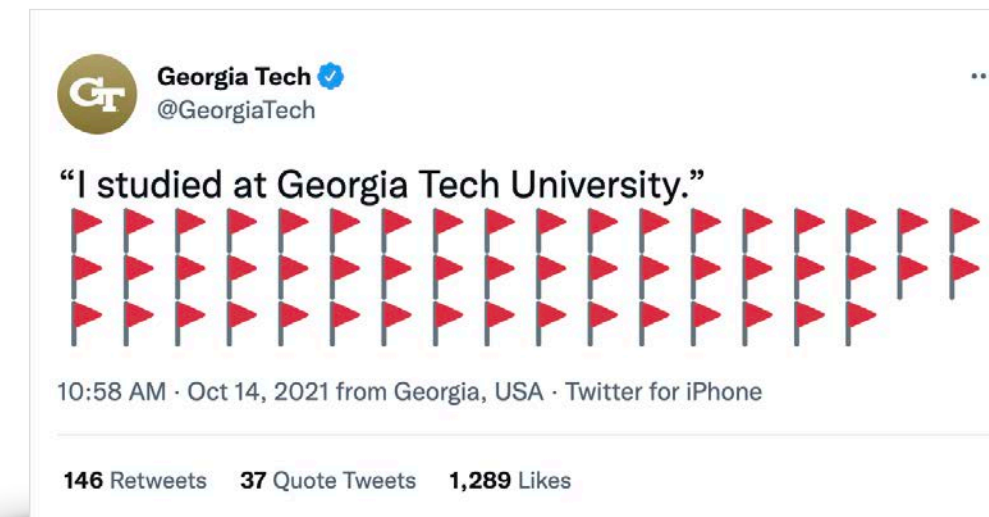 GT
Georgia Tech
@GeorgiaTech
“I studied at Georgia Tech University.”
🚩🚩🚩🚩🚩🚩🚩🚩🚩🚩🚩🚩🚩🚩🚩🚩🚩🚩
🚩🚩🚩🚩🚩🚩🚩🚩🚩🚩🚩🚩🚩🚩🚩🚩🚩🚩
🚩🚩🚩🚩🚩🚩🚩🚩🚩🚩🚩🚩🚩🚩🚩🚩
10:58 AM · Oct 14, 2021 from Georgia, USA · Twitter for iPhone
146 Retweets 37 Quote Tweets 1,289 Likes